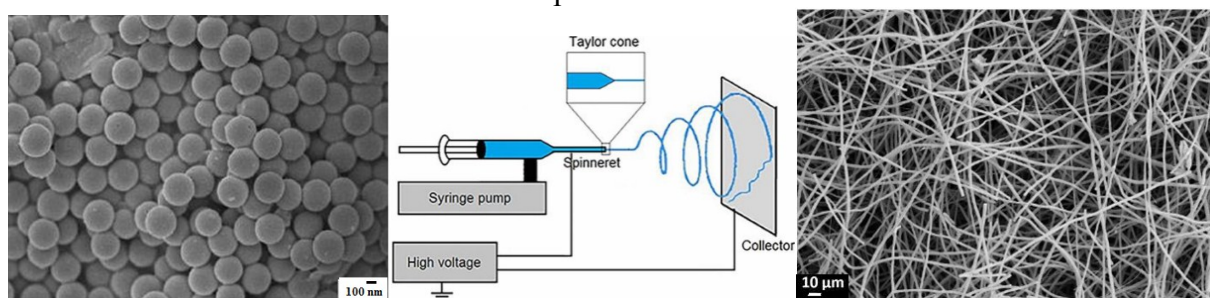 100 nm
Taylor cone
Spinneret
Syringe pump
High voltage
Collector
10 µm